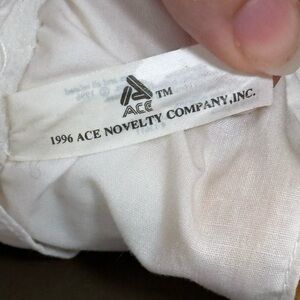 ACE ™
1996 ACE NOVELTY COMPANY, INC.